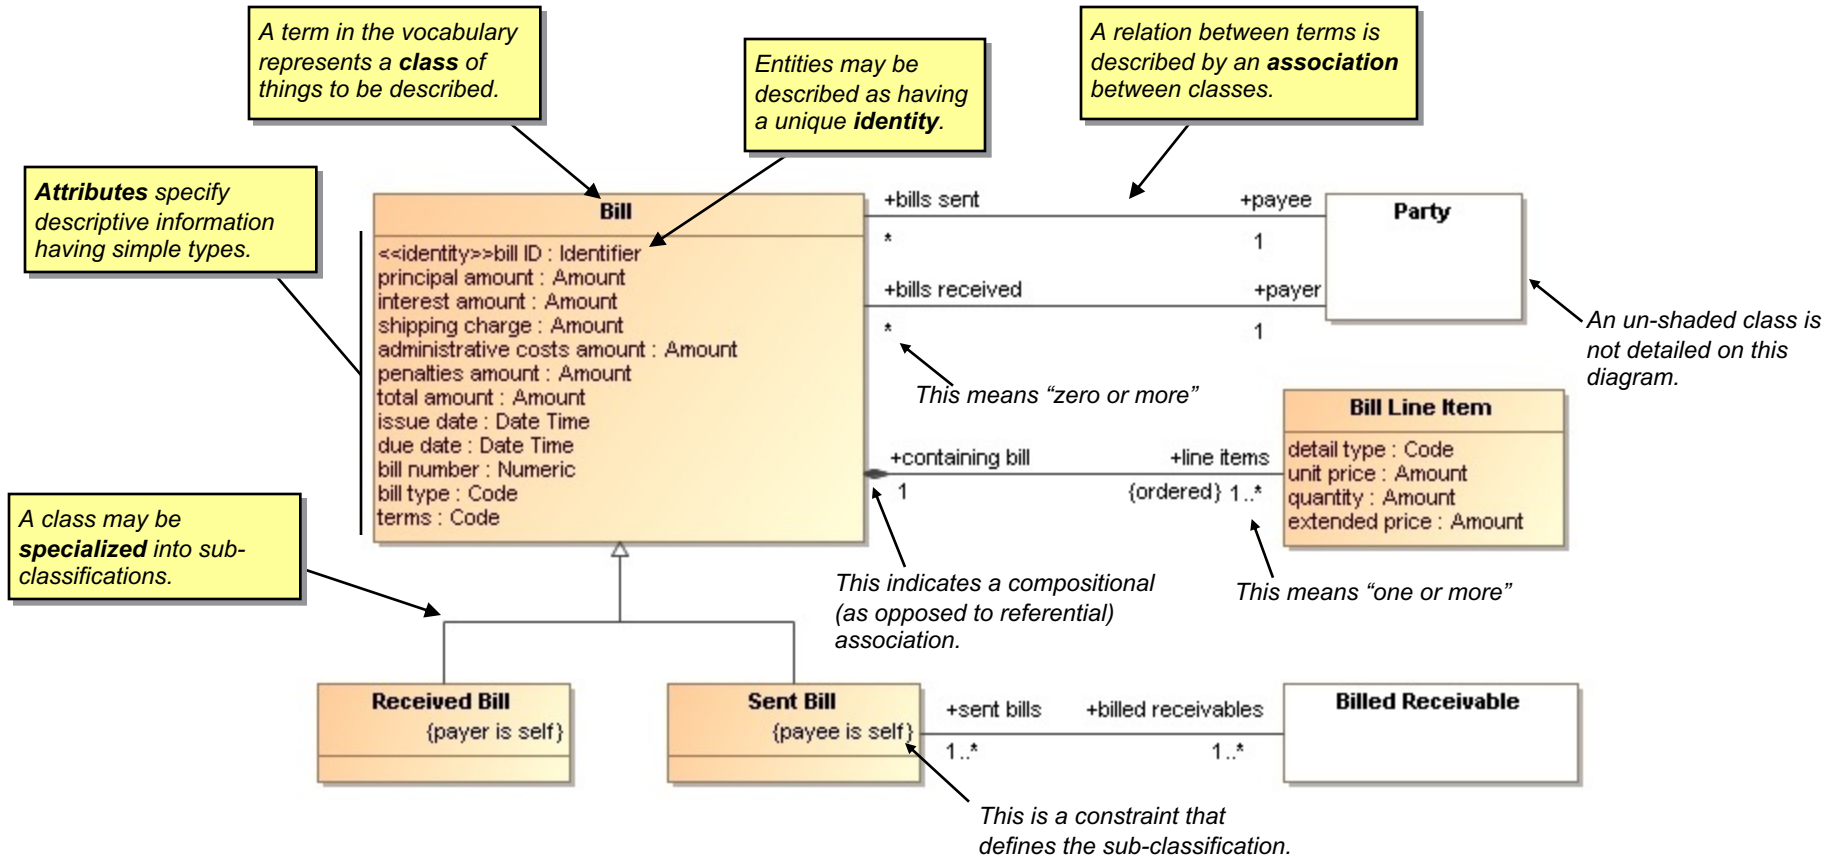 A term in the vocabulary
represents a class of
things to be described.
Entities may be
described as having
a unique identity.
A relation between terms is
described by an association
between classes.
Attributes specify
descriptive information
having simple types.
Bill
<<identity>>bill ID : Identifier
principal amount : Amount
interest amount : Amount
shipping charge : Amount
administrative costs amount : Amount
penalties amount : Amount
total amount : Amount
issue date : Date Time
due date : Date Time
bill number : Numeric
bill type : Code
terms : Code
+bills sent
+payee
*
1
+bills received
+payer
*
1
Party
An un-shaded class is
not detailed on this
diagram.
This means “zero or more”
+containing bill
+line items
1
{ordered} 1..*
Bill Line Item
detail type : Code
unit price : Amount
quantity : Amount
extended price : Amount
A class may be
specialized into sub-
classifications.
This indicates a compositional
(as opposed to referential)
association.
This means “one or more”
Received Bill
{payer is self}
Sent Bill
{payee is self}
+sent bills
+billed receivables
1..*
1..*
Billed Receivable
This is a constraint that
defines the sub-classification.